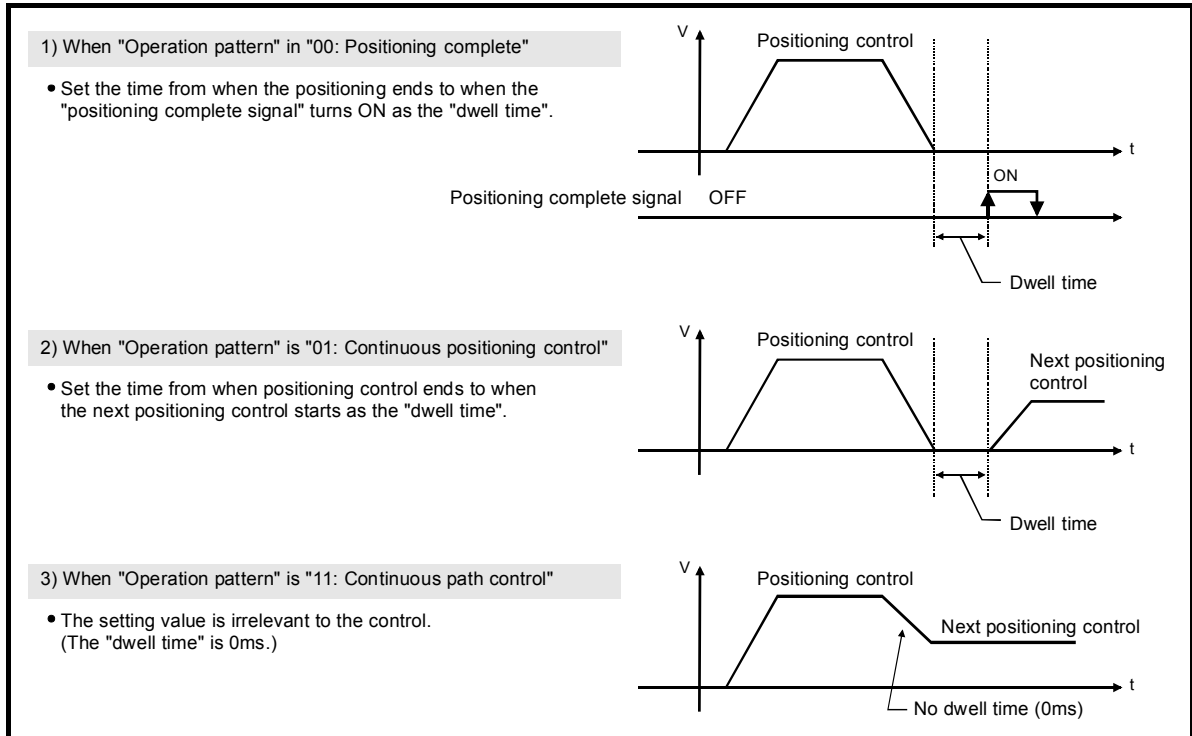 1) When "Operation pattern" in "00: Positioning complete"
• Set the time from when the positioning ends to when the
"positioning complete signal" turns ON as the "dwell time".
V
Positioning control
t
ON
Positioning complete signal OFF
Dwell time
2) When "Operation pattern" is "01: Continuous positioning control"
• Set the time from when positioning control ends to when
the next positioning control starts as the "dwell time".
V
Positioning control
Next positioning
control
t
Dwell time
3) When "Operation pattern" is "11: Continuous path control"
• The setting value is irrelevant to the control.
(The "dwell time" is 0ms.)
V
Positioning control
Next positioning control
t
No dwell time (0ms)